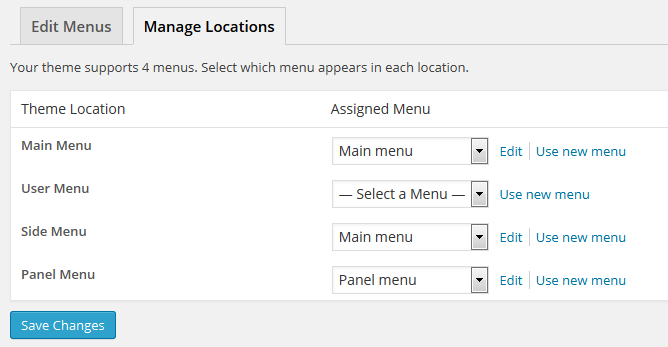 Edit Menus Manage Locations
Your theme supports 4 menus. Select which menu appears in each location.
Theme Location Assigned Menu
Main Menu Main menu Edit Use new menu
User Menu — Select a Menu — Use new menu
Side Menu Main menu Edit Use new menu
Panel Menu Panel menu Edit Use new menu
Save Changes